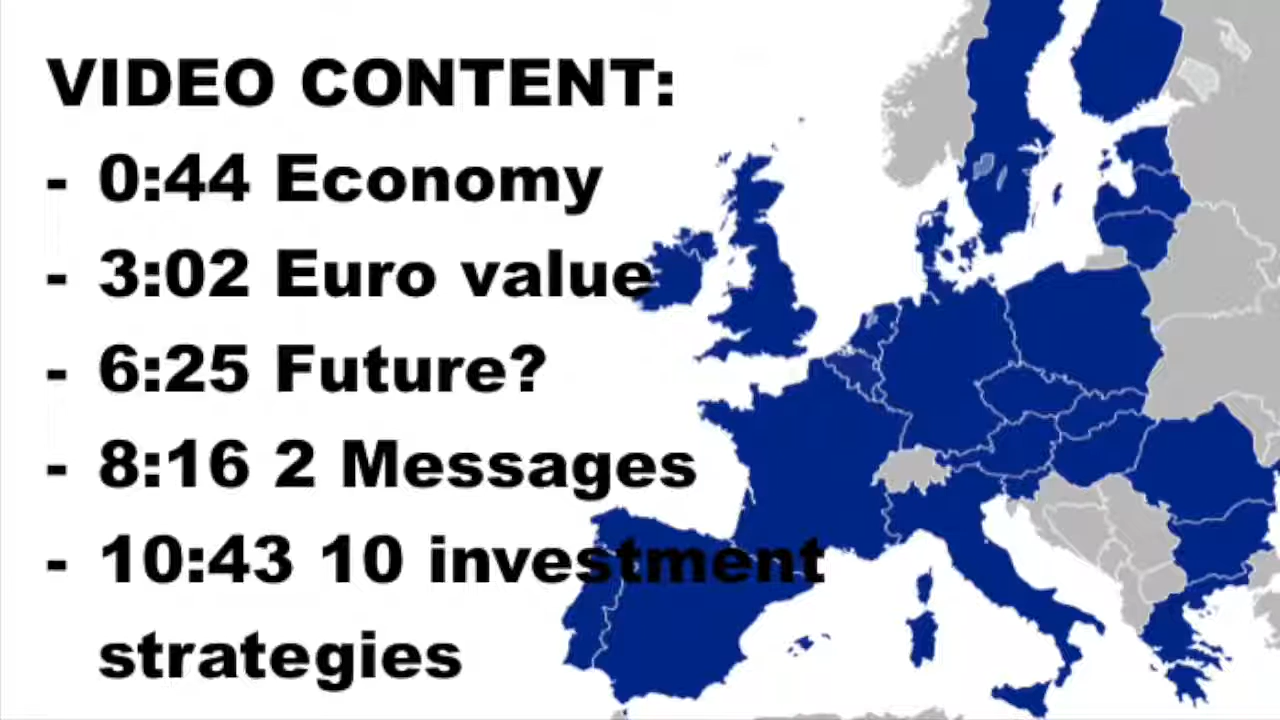 VIDEO CONTENT:
- 0:44 Economy
- 3:02 Euro value
- 6:25 Future?
- 8:16 2 Messages
- 10:43 10 investment
strategies